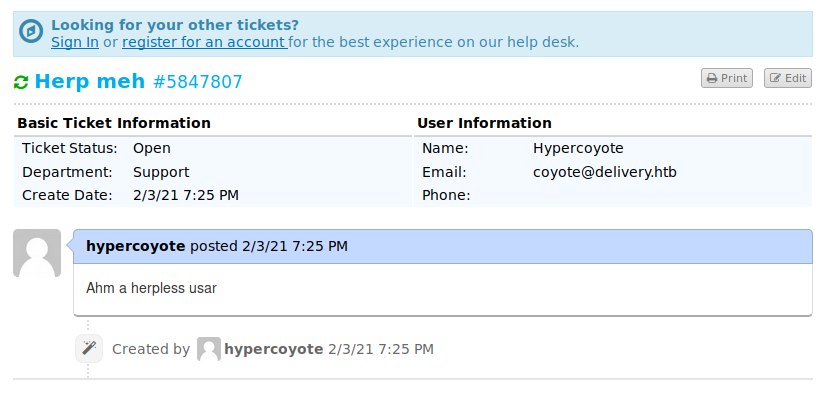 Looking for your other tickets?
Sign In or register for an account for the best experience on our help desk.
Herp meh #5847807
Print
Edit
Basic Ticket Information
User Information
Ticket Status: Open
Name: Hypercoyote
Department: Support
Email: coyote@delivery.htb
Create Date: 2/3/21 7:25 PM
Phone:
hypercoyote posted 2/3/21 7:25 PM
Ahm a herpless usar
Created by hypercoyote 2/3/21 7:25 PM